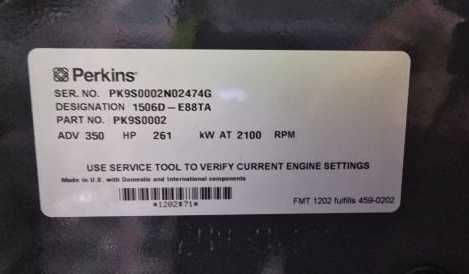 Perkins
SER. NO. PK9S0002N02474G
DESIGNATION 1506D-E88TA
PART NO. PK9S0002
ADV 350 HP 261 kW AT 2100 RPM
USE SERVICE TOOL TO VERIFY CURRENT ENGINE SETTINGS
Made in U.S. with Domestic and International components
*1202#71*
FMT 1202 fulfills 459-0202